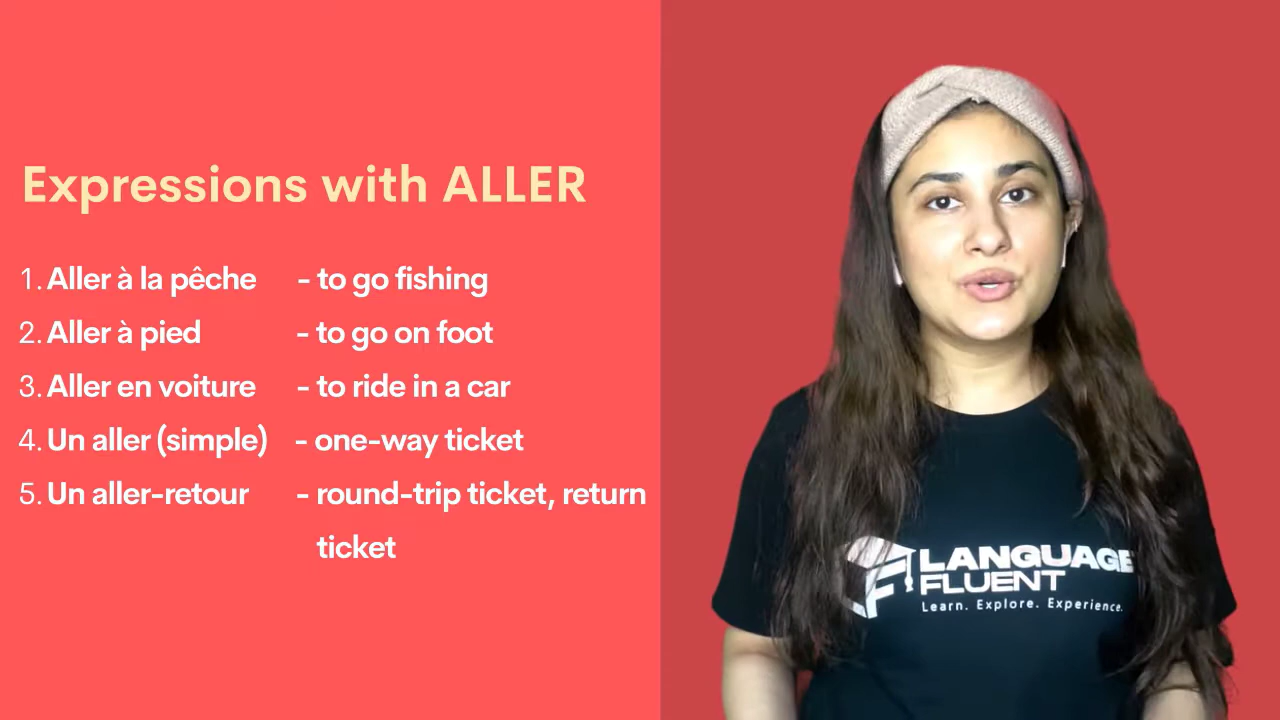 Expressions with ALLER
1. Aller à la pêche - to go fishing
2. Aller à pied - to go on foot
3. Aller en voiture - to ride in a car
4. Un aller (simple) - one-way ticket
5. Un aller-retour - round-trip ticket, return
ticket
LANGUAGE
FLUENT
Learn. Explore. Experience.